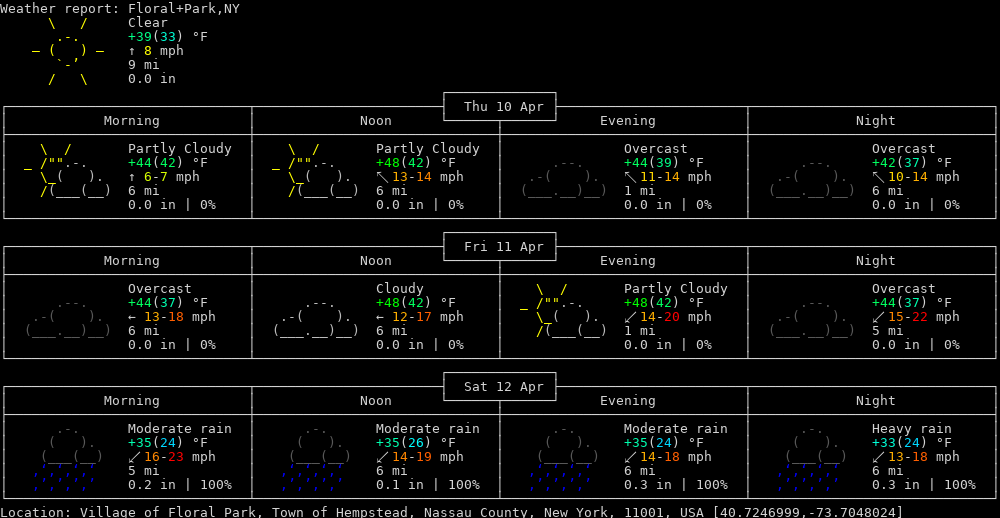 Weather report: Floral+Park,NY
Clear
+39(33) °F
↑ 8 mph
9 mi
0.0 in
Thu 10 Apr
Morning Noon Evening Night
Partly Cloudy Partly Cloudy Overcast Overcast
+44(42) °F +48(42) °F +44(39) °F +42(37) °F
↑ 6-7 mph ↖ 13-14 mph ↖ 11-14 mph ↖ 10-14 mph
6 mi 6 mi 1 mi 6 mi
0.0 in | 0% 0.0 in | 0% 0.0 in | 0% 0.0 in | 0%
Fri 11 Apr
Morning Noon Evening Night
Overcast Cloudy Partly Cloudy Overcast
+44(37) °F +48(42) °F +48(42) °F +44(37) °F
← 13-18 mph ← 12-17 mph ↙ 14-20 mph ↙ 15-22 mph
6 mi 6 mi 1 mi 5 mi
0.0 in | 0% 0.0 in | 0% 0.0 in | 0% 0.0 in | 0%
Sat 12 Apr
Morning Noon Evening Night
Moderate rain Moderate rain Moderate rain Heavy rain
+35(24) °F +35(26) °F +35(24) °F +33(24) °F
↙ 16-23 mph ↙ 14-19 mph ↙ 14-18 mph ↙ 13-18 mph
5 mi 6 mi 6 mi 6 mi
0.2 in | 100% 0.1 in | 100% 0.3 in | 100% 0.3 in | 100%
Location: Village of Floral Park, Town of Hempstead, Nassau County, New York, 11001, USA [40.7246999,-73.7048024]